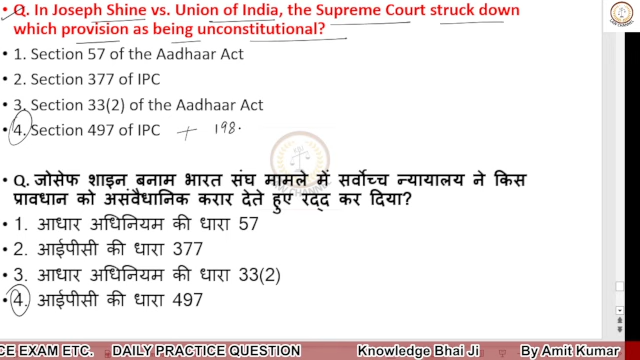 • Q. In Joseph Shine vs. Union of India, the Supreme Court struck down
which provision as being unconstitutional?
• 1. Section 57 of the Aadhaar Act
• 2. Section 377 of IPC
• 3. Section 33(2) of the Aadhaar Act
• 4. Section 497 of IPC + 198.
• Q. जोसेफ शाइन बनाम भारत संघ मामले में सर्वोच्च न्यायालय ने किस
प्रावधान को असंवैधानिक करार देते हुए रद्द कर दिया?
• 1. आधार अधिनियम की धारा 57
• 2. आईपीसी की धारा 377
• 3. आधार अधिनियम की धारा 33(2)
• 4. आईपीसी की धारा 497
CE EXAM ETC. DAILY PRACTICE QUESTION Knowledge Bhai Ji By Amit Kumar